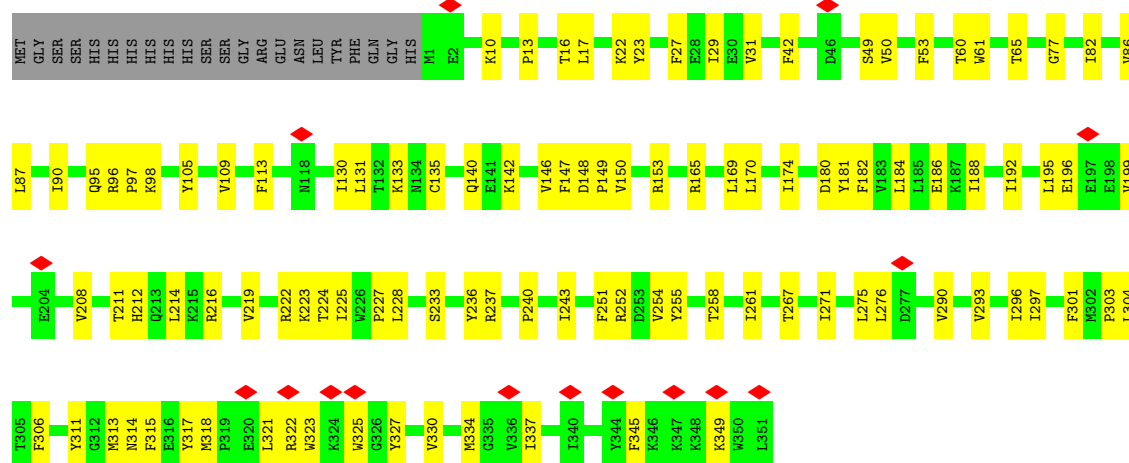 MET GLY SER SER HIS HIS HIS HIS HIS HIS SER SER GLY ARG GLU ASN LEU TYR PHE GLN GLY HIS M1 E2 K10 P13 T16 L17 K22 Y23 F27 E28 I29 E30 V31 F42 D46 S49 V50 F53 T60 W61 T65 G77 I82 V86
L87 I90 Q95 R96 P97 K98 Y105 V109 F113 N118 I130 L131 T132 K133 N134 C135 Q140 E141 K142 V146 F147 D148 P149 V150 R153 R165 L169 L170 I174 D180 Y181 F182 V183 L184 L185 E186 K187 I188 I192 L195 E196 E197 E198 V199
E204 V208 T211 H212 Q213 L214 K215 R216 V219 R222 K223 T224 I225 W226 P227 L228 S233 Y236 R237 P240 I243 F251 R252 D253 V254 Y255 T258 I261 T267 I271 L275 L276 D277 V290 V293 I296 I297 F301 M302 P303 L304
T305 F306 Y311 G312 M313 N314 F315 E316 Y317 M318 P319 E320 L321 R322 W323 K324 W325 G326 Y327 V330 M334 G335 V336 I337 I340 Y344 F345 K346 K347 K348 K349 W350 L351